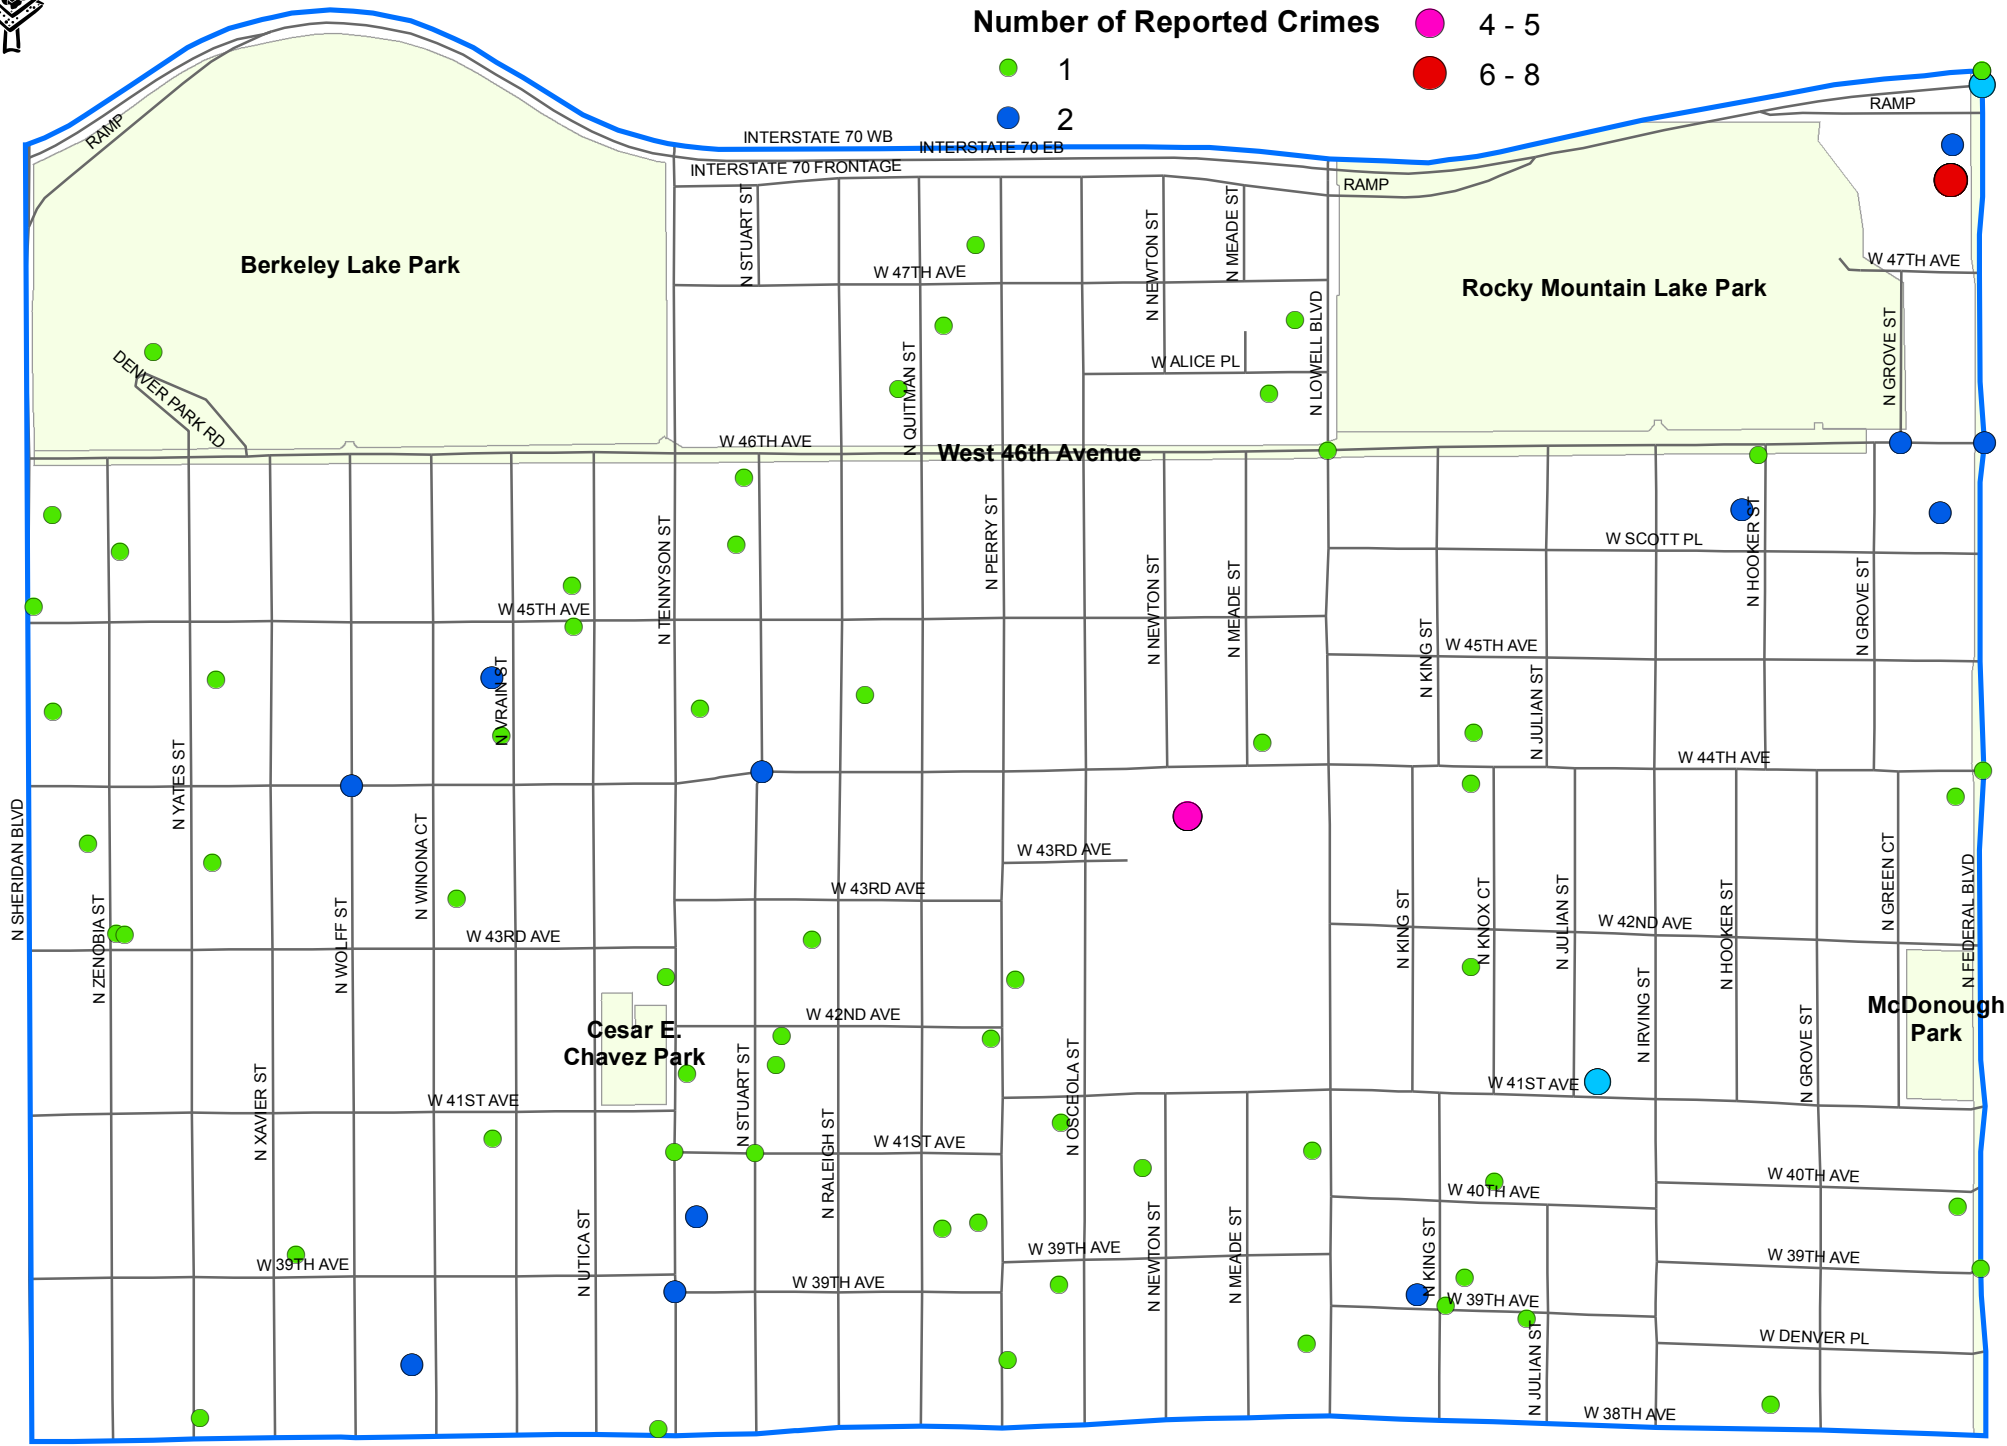 Number of Reported Crimes
4 - 5
1
6 - 8
2
RAMP
RAMP
INTERSTATE 70 WB
INTERSTATE 70 EB
INTERSTATE 70 FRONTAGE
RAMP
N STUART ST
N NEWTON ST
N MEADE ST
Berkeley Lake Park
W 47TH AVE
W 47TH AVE
Rocky Mountain Lake Park
N LOWELL BLVD
N GROVE ST
DENVER PARK RD
N QUITMAN ST
W ALICE PL
W 46TH AVE
West 46th Avenue
N TENNYSON ST
N PERRY ST
N NEWTON ST
N MEADE ST
W SCOTT PL
N HOOKER ST
N GROVE ST
W 45TH AVE
N KING ST
W 45TH AVE
N VRAIN ST
N JULIAN ST
N YATES ST
W 44TH AVE
N SHERIDAN BLVD
N WINONA CT
W 43RD AVE
W 43RD AVE
N GREEN CT
N FEDERAL BLVD
N ZENOBIA ST
N WOLFF ST
W 43RD AVE
N KING ST
N KNOX CT
N JULIAN ST
W 42ND AVE
N HOOKER ST
N IRVING ST
McDonough
Park
W 42ND AVE
Cesar E.
Chavez Park
N GROVE ST
N XAVIER ST
W 41ST AVE
N STUART ST
N OSCEOLA ST
W 41ST AVE
N RALEIGH ST
W 41ST AVE
W 40TH AVE
W 40TH AVE
N UTICA ST
N NEWTON ST
N MEADE ST
N KING ST
W 39TH AVE
W 39TH AVE
W 39TH AVE
W 39TH AVE
W 39TH AVE
N JULIAN ST
W DENVER PL
W 38TH AVE